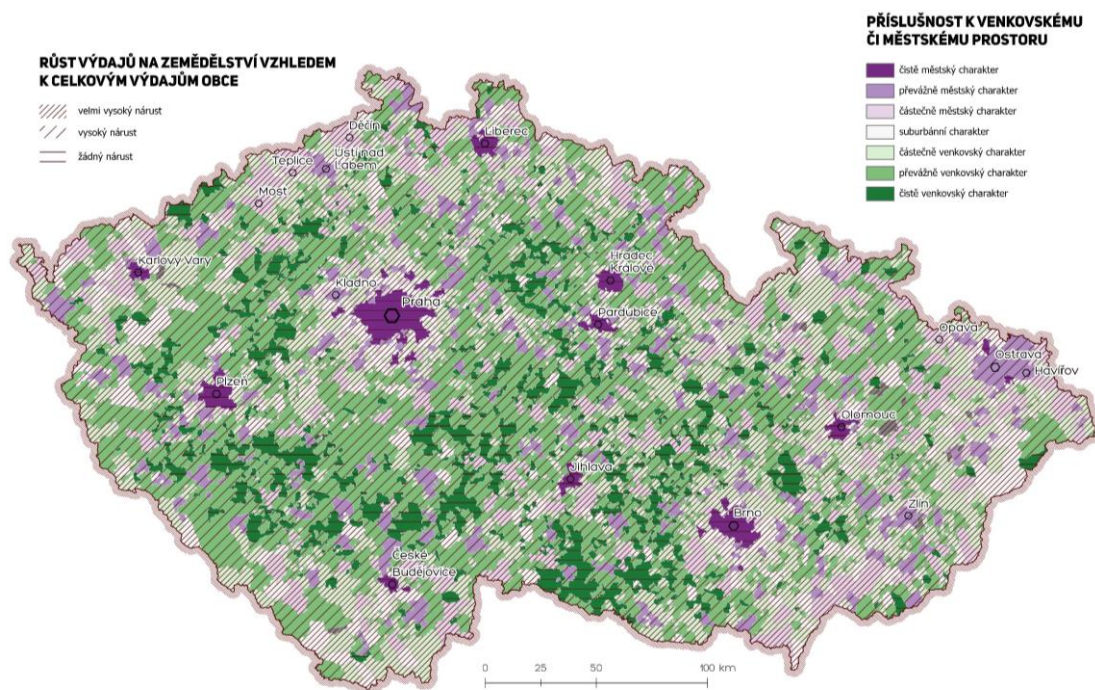 RŮST VÝDAJŮ NA ZEMĚDĚLSTVÍ VZHLEDEM
K CELKOVÝM VÝDAJŮM OBCE
velmi vysoký nárust
vysoký nárust
žádný nárust
PŘÍSLUŠNOST K VENKOVSKÉMU
ČI MĚSTSKÉMU PROSTORU
čistě městský charakter
převážně městský charakter
částečně městský charakter
suburbánní charakter
částečně venkovský charakter
převážně venkovský charakter
čistě venkovský charakter
Děčín
Liberec
Ústí nad
Labem
Teplice
Most
Karlovy Vary
Kladno
Praha
Hradec
Králové
Pardubice
Opava
Ostrava
Havířov
Plzeň
Olomouc
Jihlava
Zlín
Brno
České
Budějovice
0 25 50 100 km